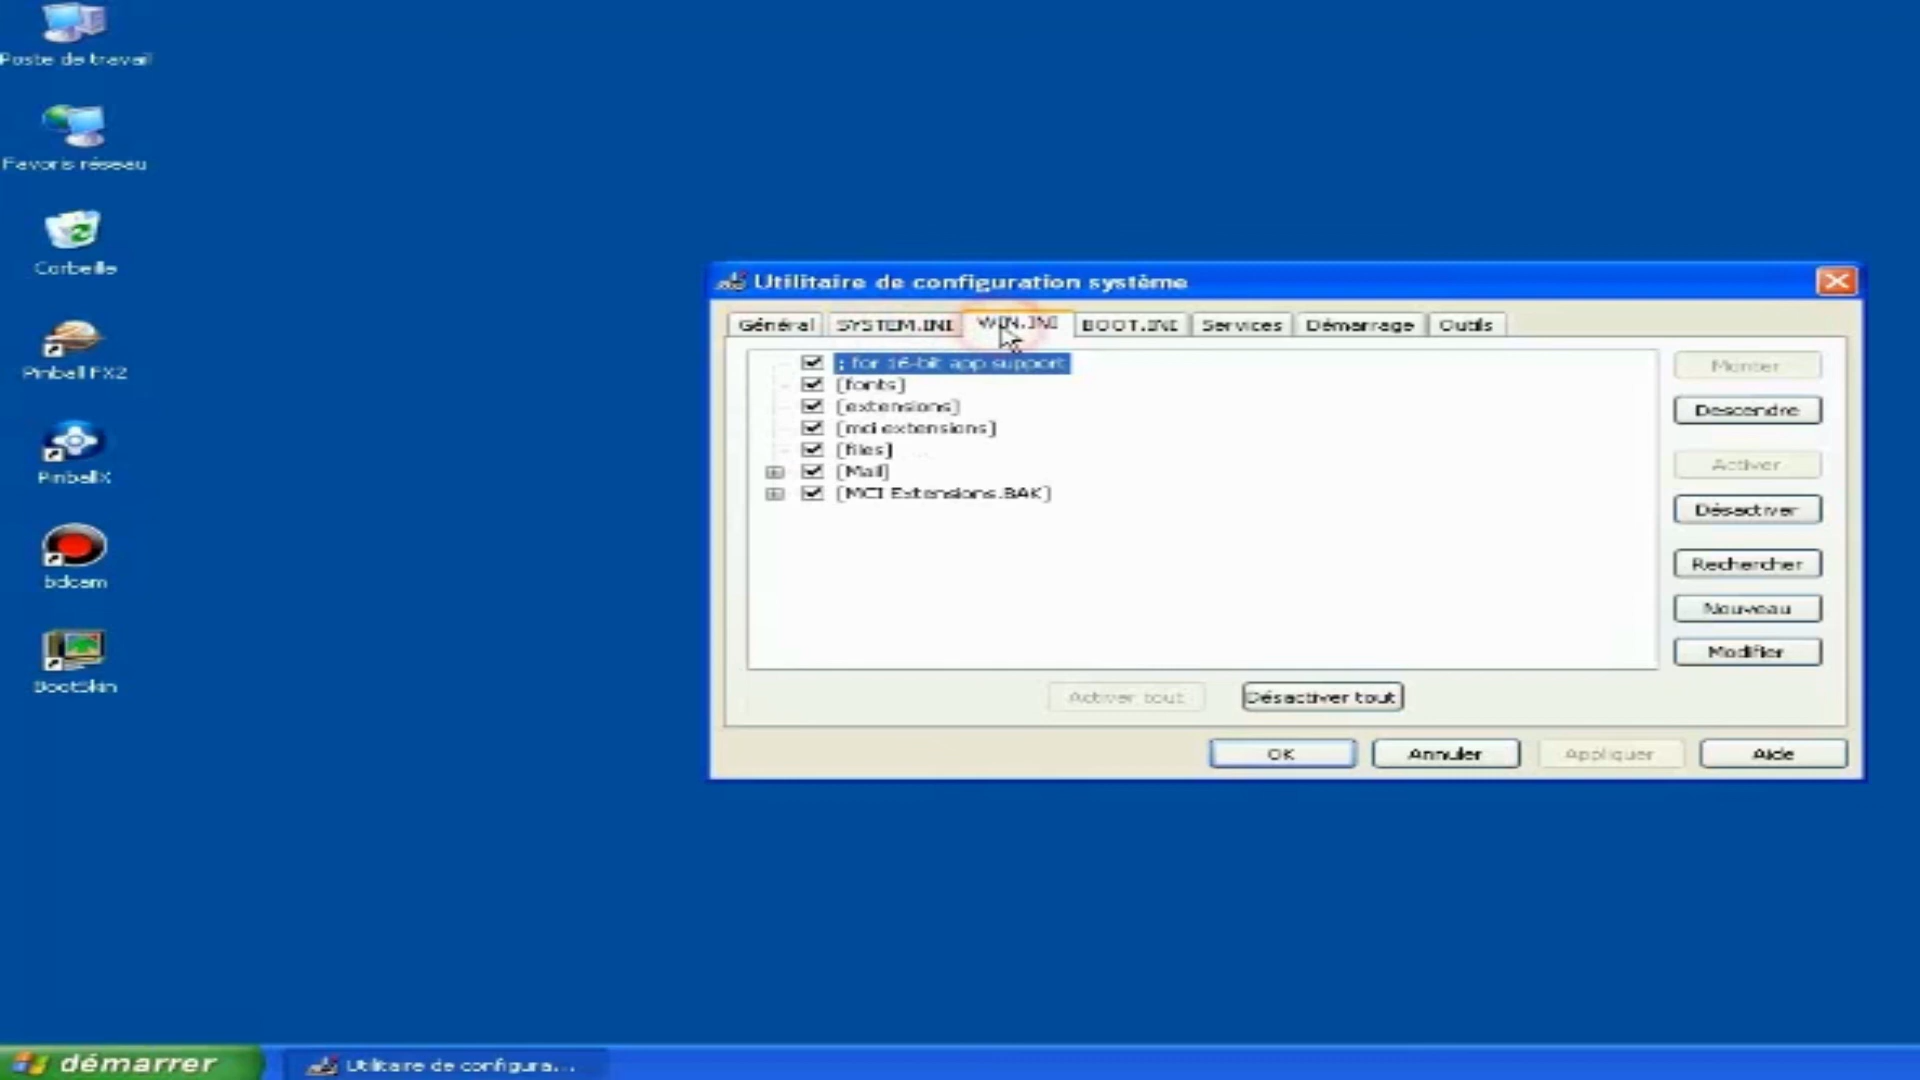 Poste de travail
Favoris réseau
Corbeille
Pinball FX2
PinballX
bdcam
BootSkin
Utilitaire de configuration système
Général SYSTEM.INI WIN.INI BOOT.INI Services Démarrage Outils
; for 16-bit app support
[fonts]
[extensions]
[mci extensions]
[files]
[Mail]
[MCI Extensions.BAK]
Monter
Descendre
Activer
Désactiver
Rechercher
Nouveau
Modifier
Activer tout Désactiver tout
OK Annuler Appliquer Aide
démarrer Utilitaire de configura...